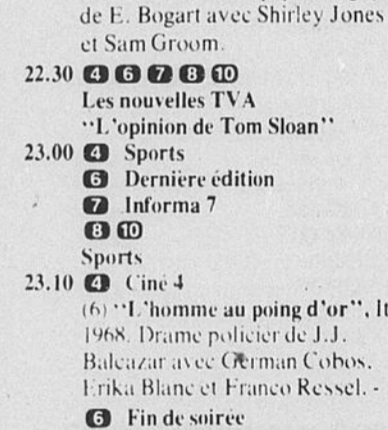 de E. Bogart avec Shirley Jones
et Sam Groom.
22.30 4 6 7 8 10
Les nouvelles TVA
"L'opinion de Tom Sloan"
23.00 4 Sports
6 Dernière édition
7 Informa 7
8 10
Sports
23.10 4 Ciné 4
(6) "L'homme au poing d'or", It
1968. Drame policier de J.J.
Balcazar avec German Cobos.
Erika Blanc et Franco Ressel. -
6 Fin de soirée